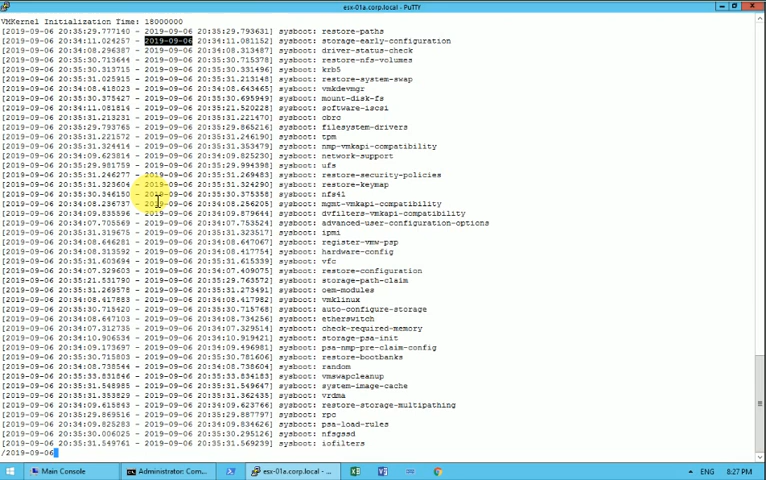 esx-01a.corp.local - PuTTY
VMKernel Initialization Time: 18000000
[2019-09-06 20:35:29.777140 - 2019-09-06 20:35:29.793631] sysboot: restore-paths
[2019-09-06 20:34:11.024257 - 2019-09-06 20:34:11.081152] sysboot: storage-early-configuration
[2019-09-06 20:34:08.296387 - 2019-09-06 20:34:08.313487] sysboot: driver-status-check
[2019-09-06 20:35:30.713644 - 2019-09-06 20:35:30.715378] sysboot: restore-nfs-volumes
[2019-09-06 20:35:30.313715 - 2019-09-06 20:35:30.331496] sysboot: krb5
[2019-09-06 20:35:31.025915 - 2019-09-06 20:35:31.213148] sysboot: restore-system-swap
[2019-09-06 20:34:08.418023 - 2019-09-06 20:34:08.643465] sysboot: vmkdevmgr
[2019-09-06 20:35:30.375427 - 2019-09-06 20:35:30.695949] sysboot: mount-disk-fs
[2019-09-06 20:34:11.081814 - 2019-09-06 20:35:21.520228] sysboot: software-iscsi
[2019-09-06 20:35:31.213231 - 2019-09-06 20:35:31.221470] sysboot: cbrc
[2019-09-06 20:35:29.793765 - 2019-09-06 20:35:29.865216] sysboot: filesystem-drivers
[2019-09-06 20:35:31.221572 - 2019-09-06 20:35:31.246190] sysboot: tpm
[2019-09-06 20:35:31.324416 - 2019-09-06 20:35:31.353479] sysboot: nmp-vmkapi-compatibility
[2019-09-06 20:34:09.623814 - 2019-09-06 20:34:09.825230] sysboot: network-support
[2019-09-06 20:35:29.981759 - 2019-09-06 20:35:29.994398] sysboot: ufs
[2019-09-06 20:35:31.246277 - 2019-09-06 20:35:31.269483] sysboot: restore-security-policies
[2019-09-06 20:35:31.323604 - 2019-09-06 20:35:31.324290] sysboot: restore-keymap
[2019-09-06 20:35:30.346150 - 2019-09-06 20:35:30.375358] sysboot: nfs41
[2019-09-06 20:34:08.236737 - 2019-09-06 20:34:08.256205] sysboot: mgmt-vmkapi-compatibility
[2019-09-06 20:34:09.835596 - 2019-09-06 20:34:09.879644] sysboot: dvfilters-vmkapi-compatibility
[2019-09-06 20:34:07.705569 - 2019-09-06 20:34:07.753524] sysboot: advanced-user-configuration-options
[2019-09-06 20:35:31.319675 - 2019-09-06 20:35:31.323517] sysboot: ipmi
[2019-09-06 20:34:08.646281 - 2019-09-06 20:34:08.647067] sysboot: register-vmw-psp
[2019-09-06 20:34:08.313592 - 2019-09-06 20:34:08.417754] sysboot: hardware-config
[2019-09-06 20:35:31.603694 - 2019-09-06 20:35:31.615539] sysboot: vfc
[2019-09-06 20:34:07.329603 - 2019-09-06 20:34:07.409075] sysboot: restore-configuration
[2019-09-06 20:35:21.531790 - 2019-09-06 20:35:29.763572] sysboot: storage-path-claim
[2019-09-06 20:35:31.269578 - 2019-09-06 20:35:31.273491] sysboot: oem-modules
[2019-09-06 20:34:08.417883 - 2019-09-06 20:34:08.417982] sysboot: vmklinux
[2019-09-06 20:35:30.715420 - 2019-09-06 20:35:30.715768] sysboot: auto-configure-storage
[2019-09-06 20:34:08.647103 - 2019-09-06 20:34:08.734256] sysboot: etherswitch
[2019-09-06 20:34:07.312735 - 2019-09-06 20:34:07.329514] sysboot: check-required-memory
[2019-09-06 20:34:10.906534 - 2019-09-06 20:34:10.919421] sysboot: storage-psa-init
[2019-09-06 20:34:09.173697 - 2019-09-06 20:34:09.496981] sysboot: psa-nmp-pre-claim-config
[2019-09-06 20:35:30.715803 - 2019-09-06 20:35:30.781606] sysboot: restore-bootbanks
[2019-09-06 20:34:08.735844 - 2019-09-06 20:34:08.738604] sysboot: random
[2019-09-06 20:35:33.831846 - 2019-09-06 20:35:33.834183] sysboot: vmswapcleanup
[2019-09-06 20:35:31.548985 - 2019-09-06 20:35:31.549647] sysboot: system-image-cache
[2019-09-06 20:35:31.354925 - 2019-09-06 20:35:31.362435] sysboot: vrdma
[2019-09-06 20:34:09.615843 - 2019-09-06 20:34:09.623766] sysboot: restore-storage-multipathing
[2019-09-06 20:35:29.869516 - 2019-09-06 20:35:29.887797] sysboot: rpc
[2019-09-06 20:34:09.825283 - 2019-09-06 20:34:09.834626] sysboot: psa-load-rules
[2019-09-06 20:35:30.006025 - 2019-09-06 20:35:30.295126] sysboot: nfsgssd
[2019-09-06 20:35:31.549761 - 2019-09-06 20:35:31.569239] sysboot: iofilters
/2019-09-06
Main Console
Administrator: Com...
esx-01a.corp.local - ...
ENG
8:27 PM